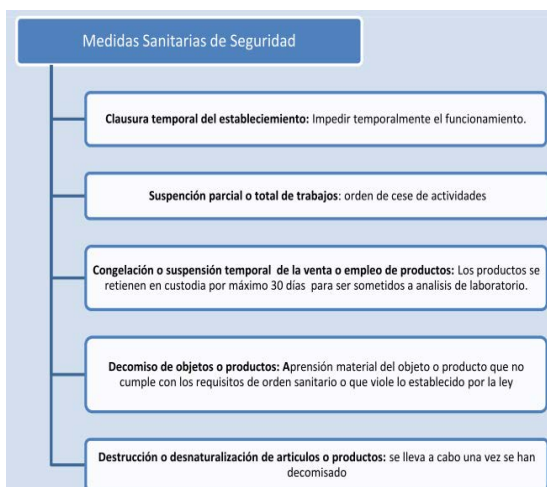 Medidas Sanitarias de Seguridad
Clausura temporal del estableciemiento: Impedir temporalmente el funcionamiento.
Suspención parcial o total de trabajos: orden de cese de actividades
Congelación o suspensión temporal de la venta o empleo de productos: Los productos se
retienen en custodia por máximo 30 días para ser sometidos a analisis de laboratorio.
Decomiso de objetos o productos: Aprensión material del objeto o producto que no
cumple con los requisitos de orden sanitario o que viole lo establecido por la ley
Destrucción o desnaturalización de articulos o productos: se lleva a cabo una vez se han
decomisado